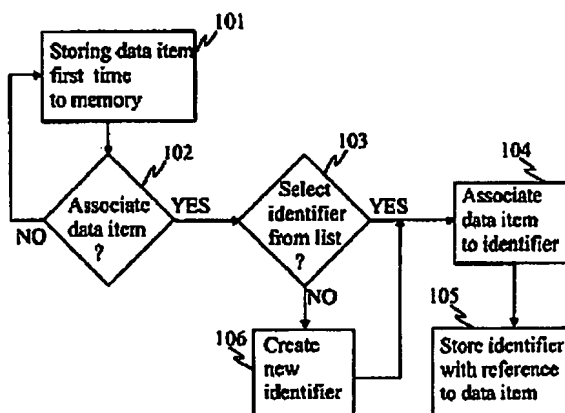 101
Storing data item
first time
to memory
102
Associate
data item
?
YES
NO
103
Select
identifier
from list
?
YES
NO
104
Associate
data item
to identifier
105
Store identifier
with reference
to data item
106
Create
new
identifier